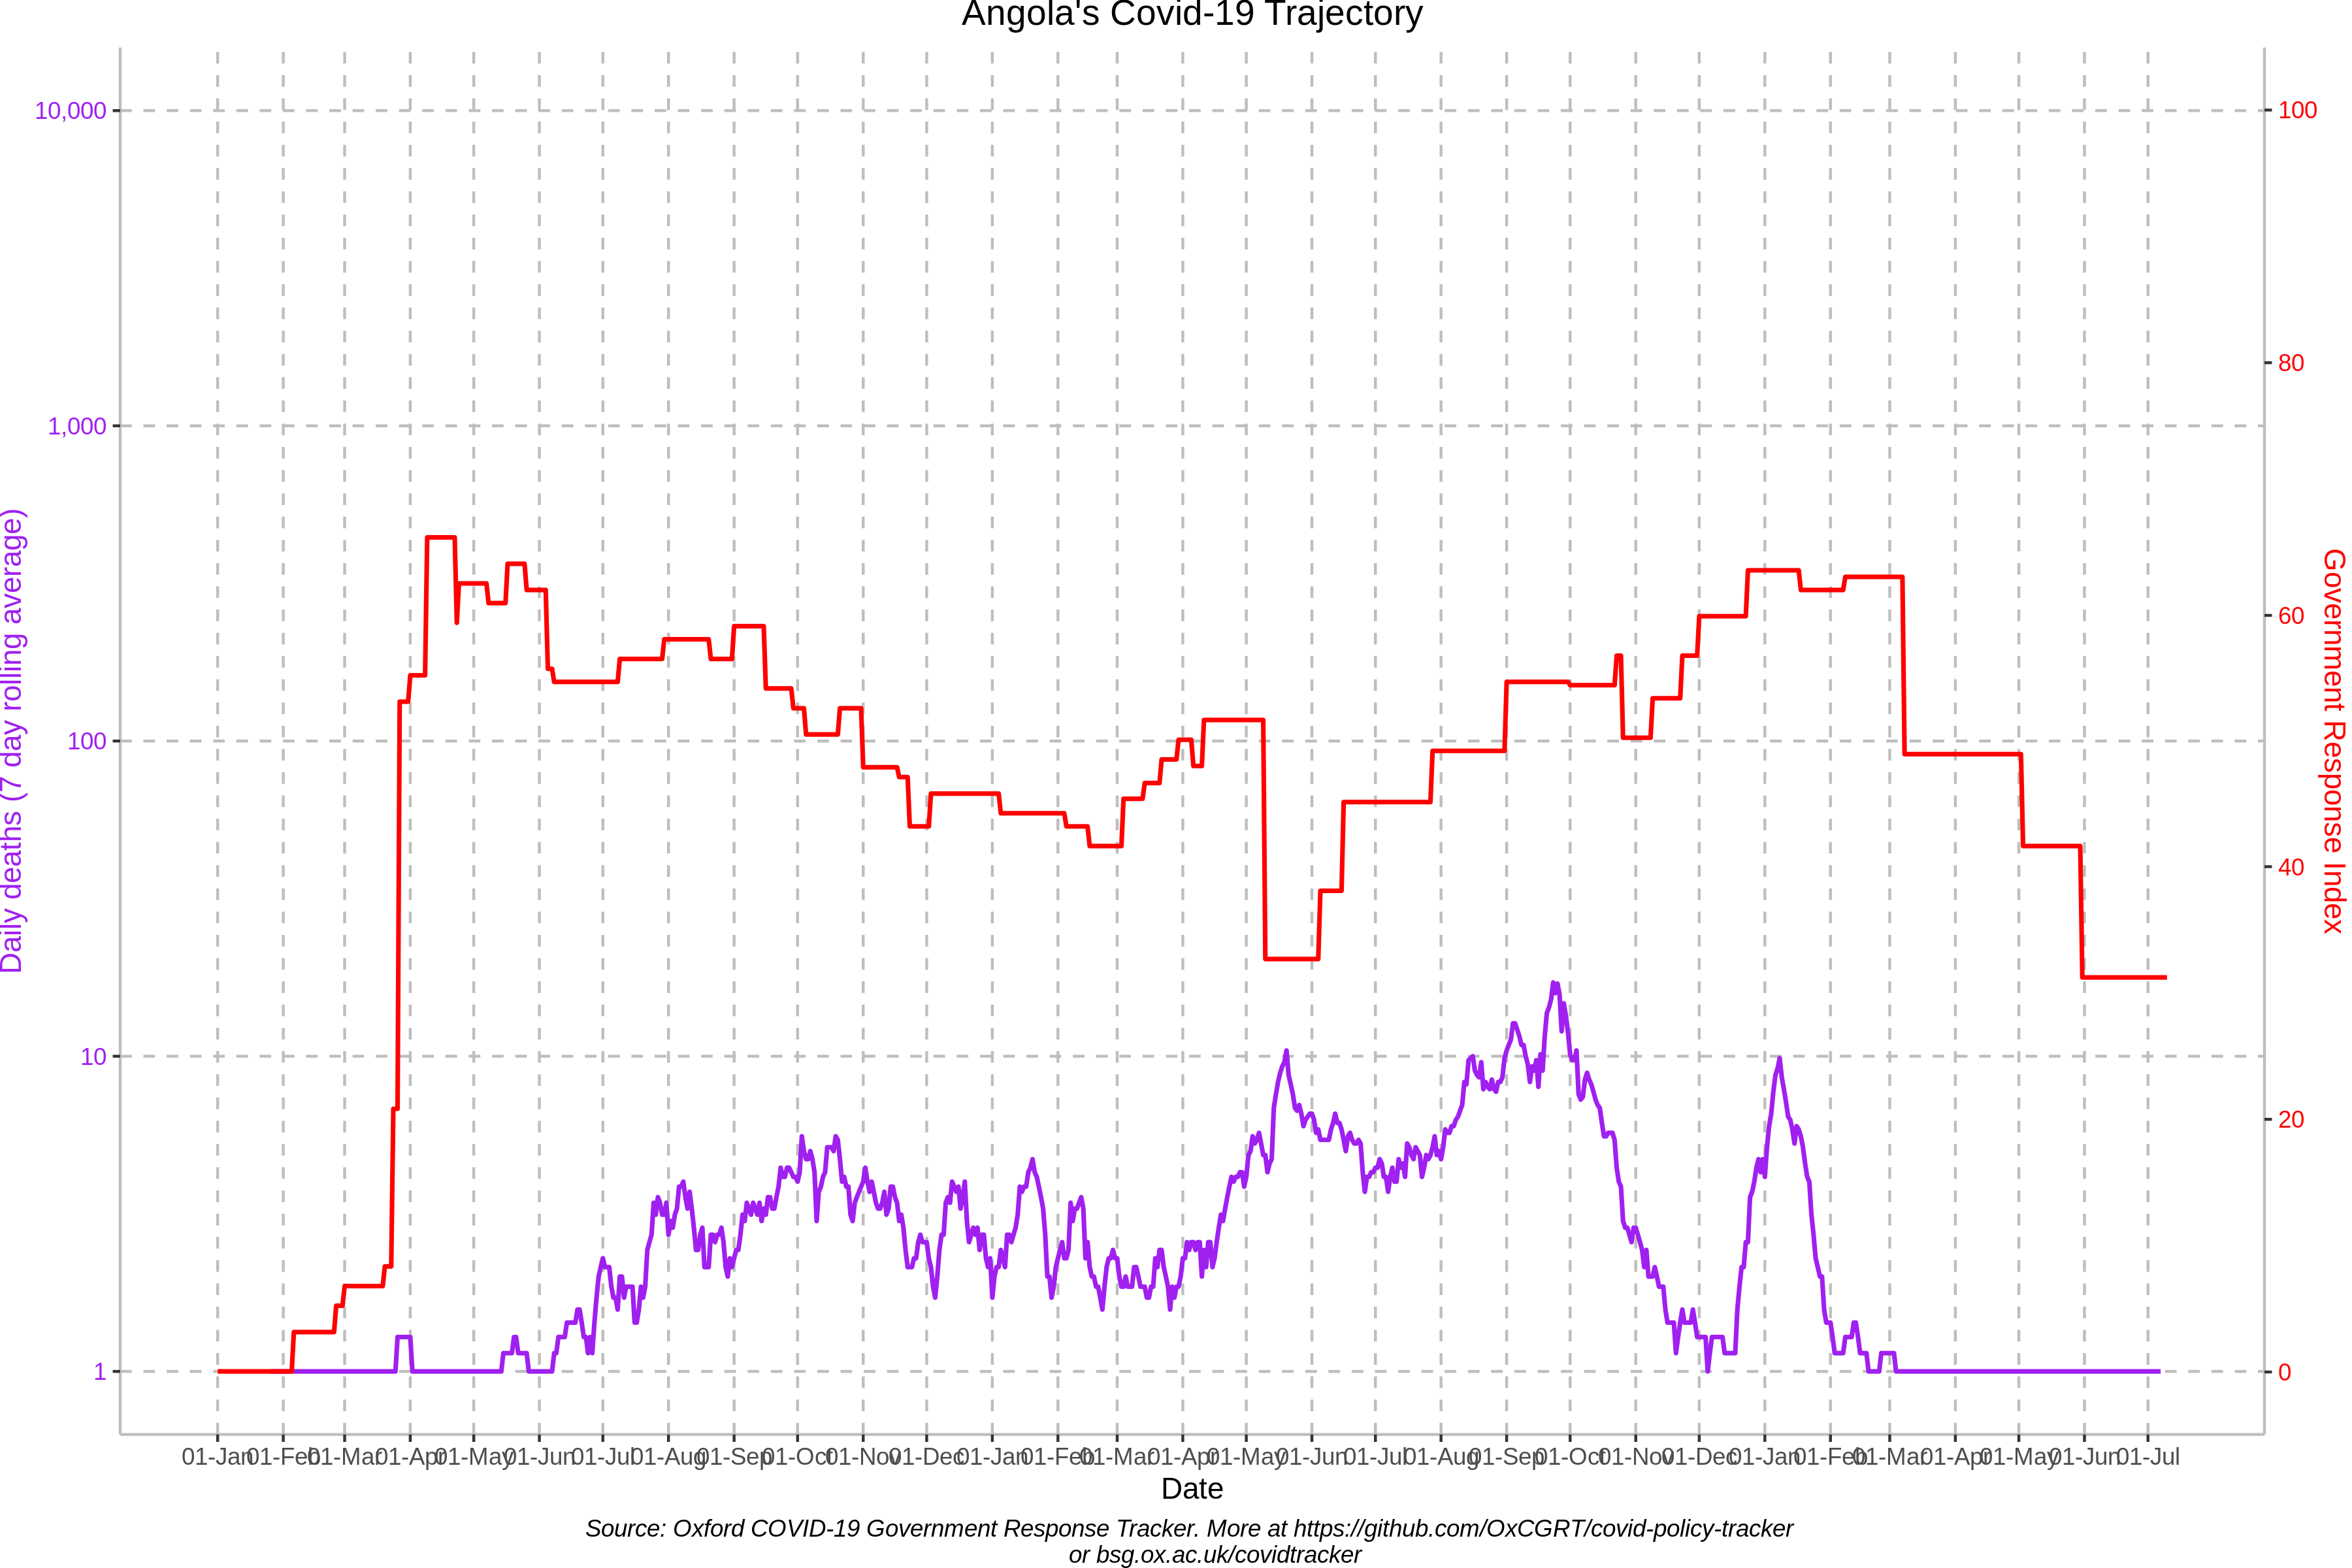 Angola's Covid-19 Trajectory
Daily deaths (7 day rolling average)
10,000
1,000
100
10
1
100
80
60
40
20
0
Government Response Index
01-Jan 01-Feb 01-Mar 01-Apr 01-May 01-Jun 01-Jul 01-Aug 01-Sep 01-Oct 01-Nov 01-Dec 01-Jan 01-Feb 01-Mar 01-Apr 01-May 01-Jun 01-Jul 01-Aug 01-Sep 01-Oct 01-Nov 01-Dec 01-Jan 01-Feb 01-Mar 01-Apr 01-May 01-Jun 01-Jul
Date
Source: Oxford COVID-19 Government Response Tracker. More at https://github.com/OxCGRT/covid-policy-tracker
or bsg.ox.ac.uk/covidtracker